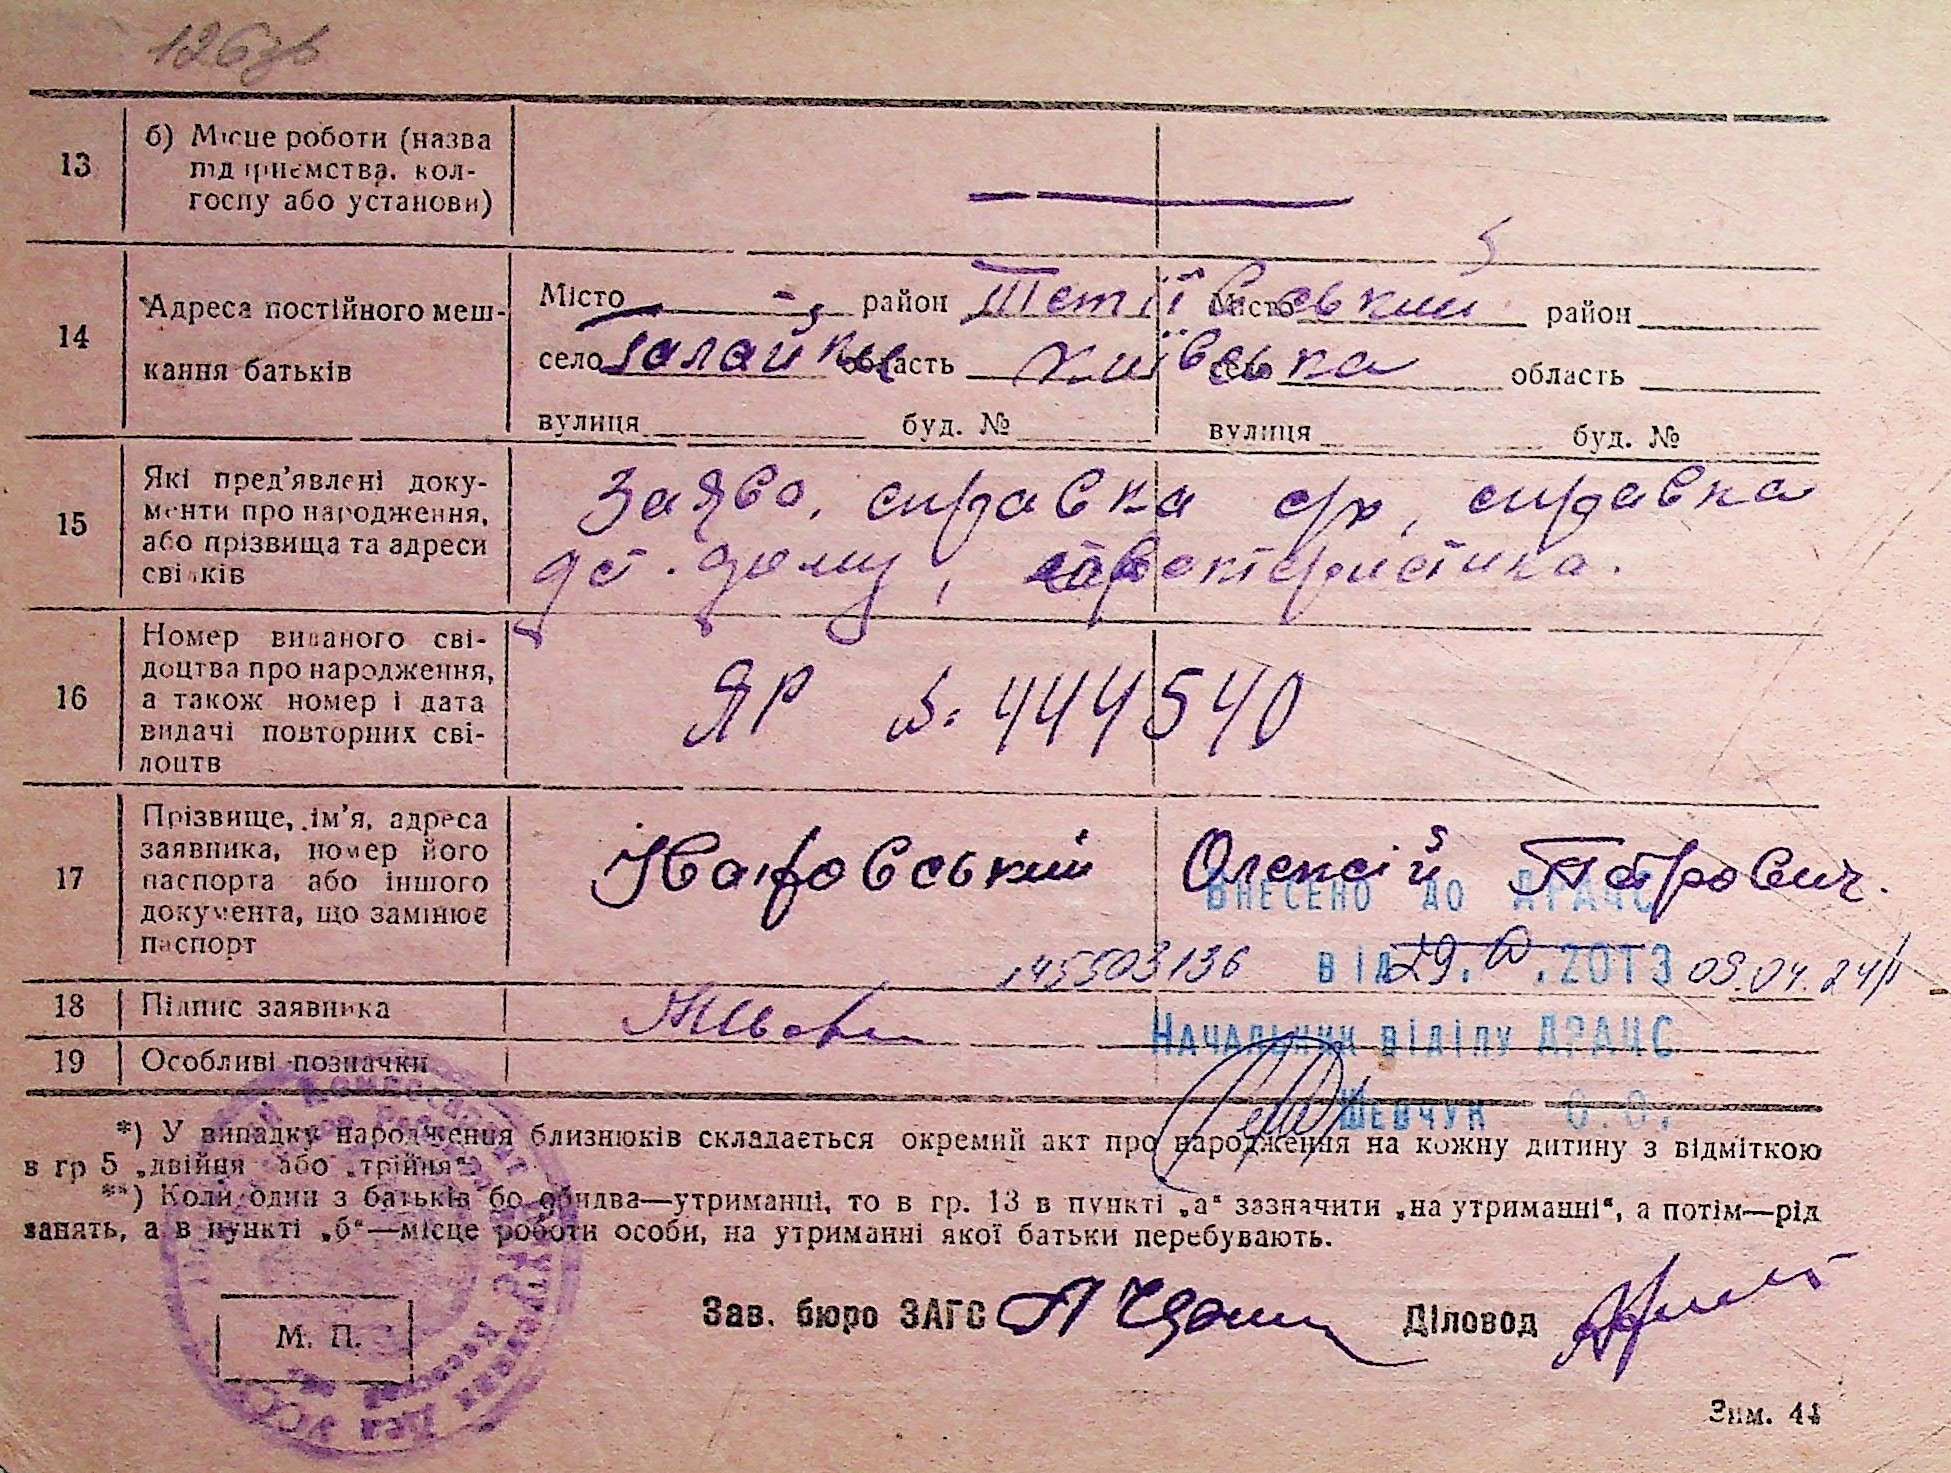 126зв
13 б) Місце роботи (назва
підприємства, кол-
госпу або установи)
14 Адреса постійного меш-
кання батьків
Місто — район Тетіївський Місто район
село Галайки область Київська село область
вулиця буд. № вулиця буд. №
15 Які пред'явлені доку-
менти про народження,
або прізвища та адреси
свідків
Заява, справка с/р, справка
дет. дому, характеристика.
16 Номер виданого сві-
доцтва про народження,
а також номер і дата
видачі повторних сві-
доцтв
ЯР № 444540
17 Прізвище, ім'я, адреса
заявника, номер його
паспорта або іншого
документа, що замінює
паспорт
Олексій Петрович.
ВНЕСЕНО ДО ДРАЦС
145503136 від 29. .2013 09.04.24
18 Підпис заявника
НАЧАЛЬНИК ВІДІЛУ ДРАЦС
19 Особливі позначки
ШЕВЧУК О.О.
*) У випадку народження близнюків складається окремий акт про народження на кожну дитину з відміткою
в гр 5 „двійня" або „трійня".
**) Коли один з батьків бо обидва—утриманці, то в гр. 13 в пункті „а" зазначити „на утриманні", а потім—рід
занять, а в пункті „б"—місце роботи особи, на утриманні якої батьки перебувають.
М. П.
Зав. бюро ЗАГС Діловод
Зим. 44